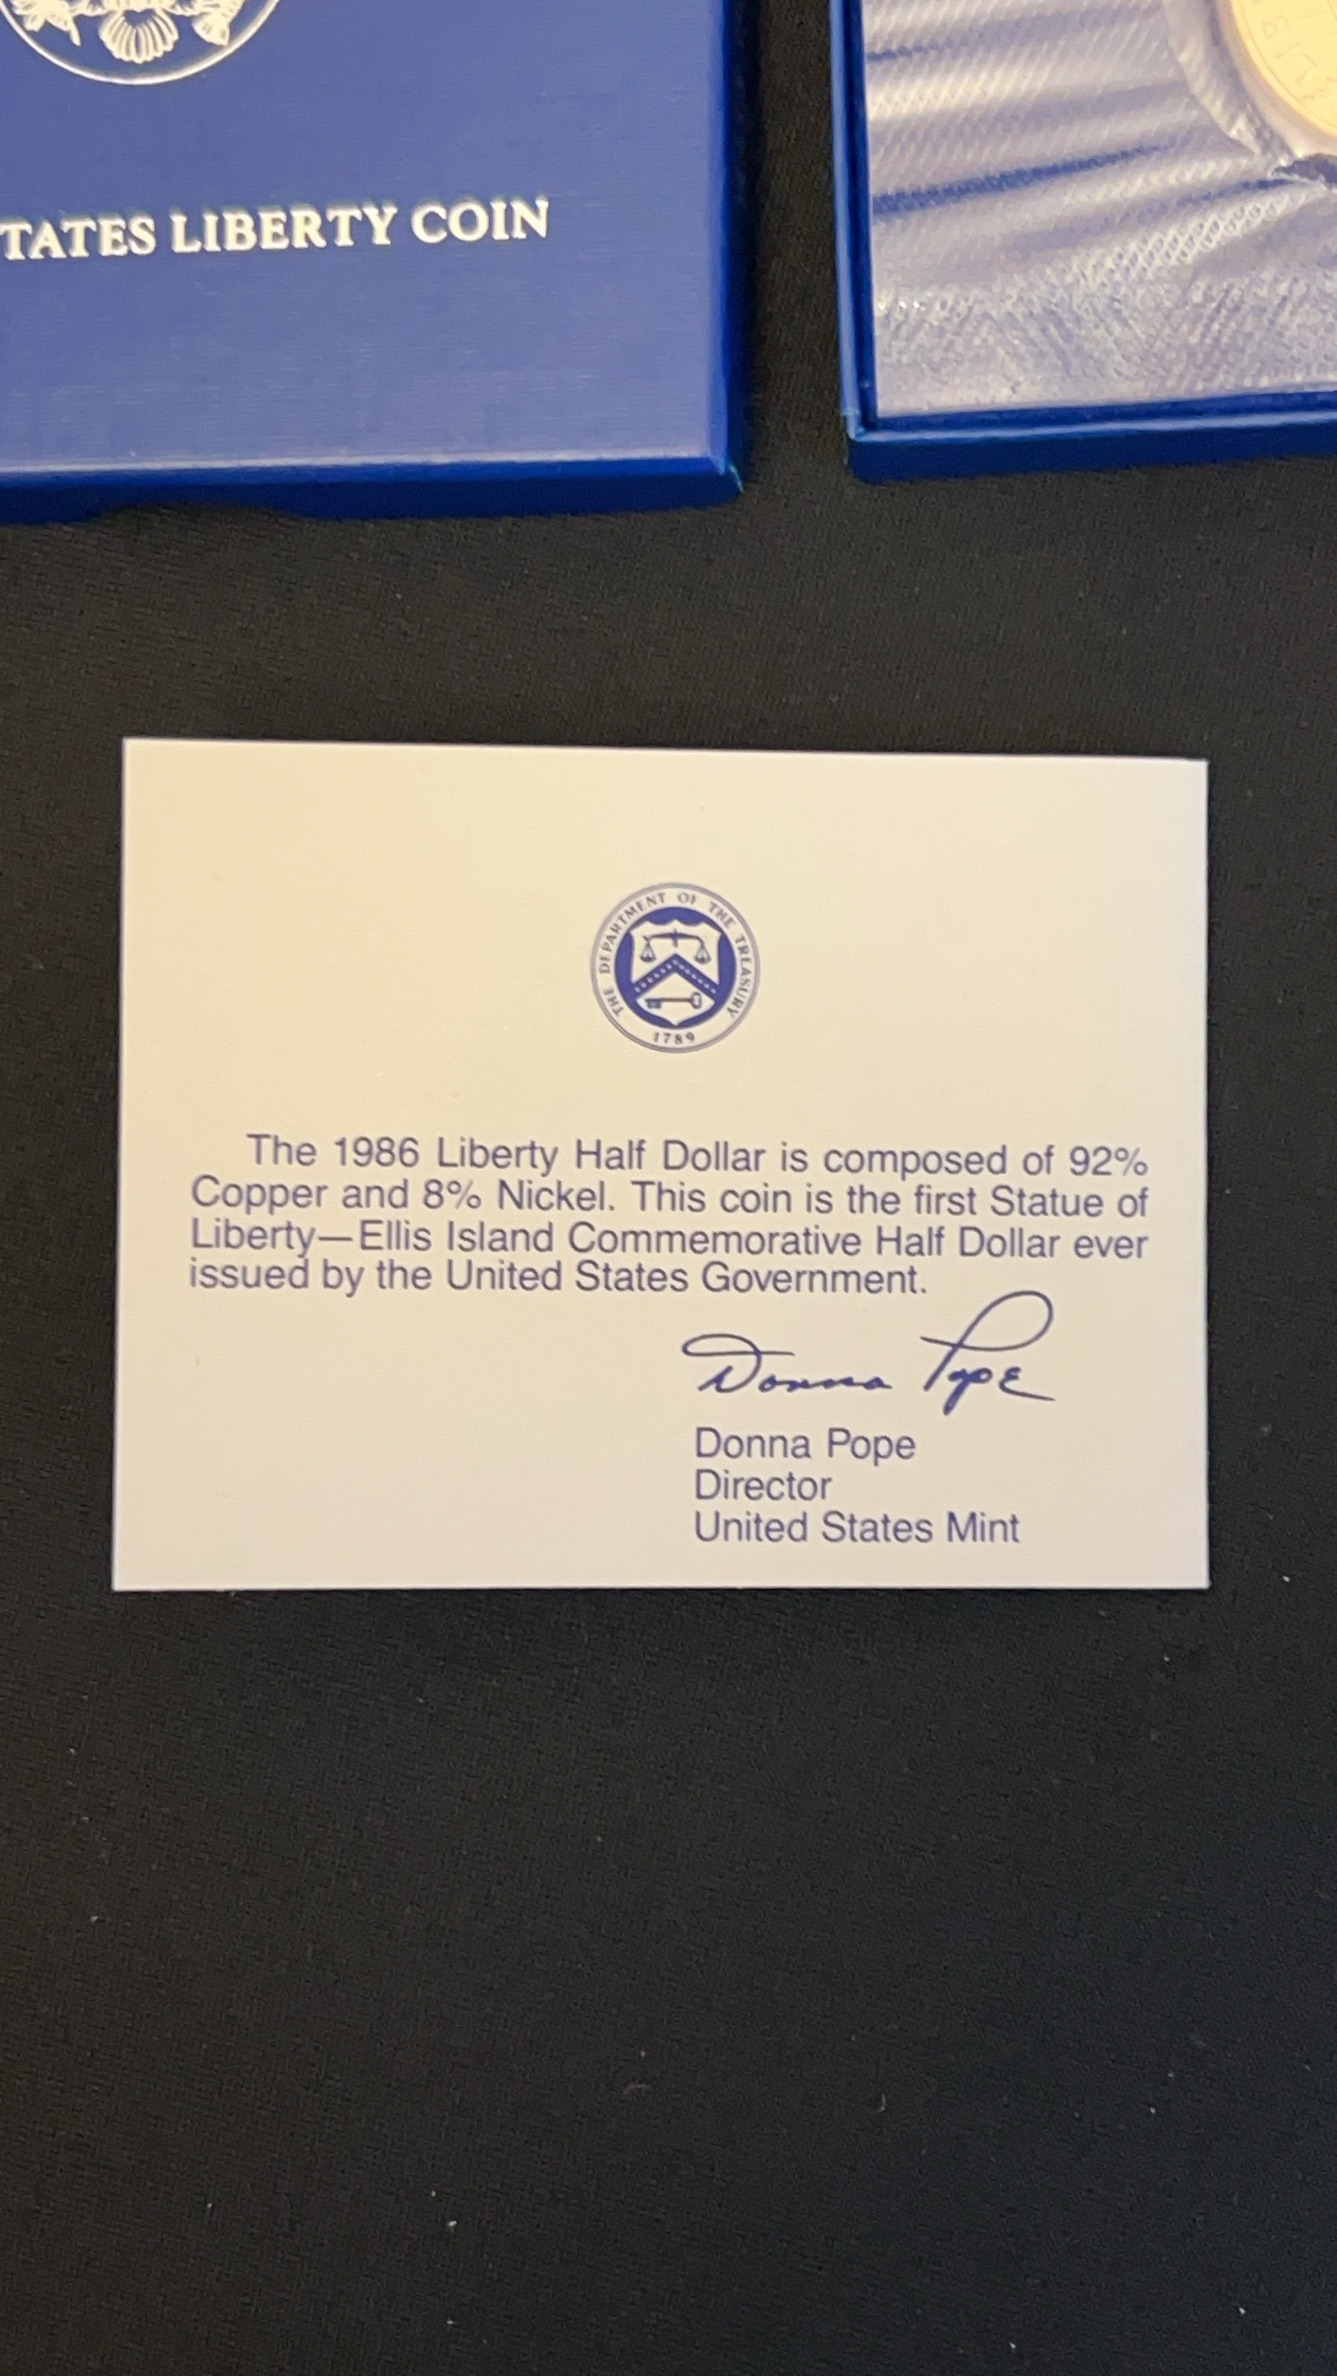 TATES LIBERTY COIN
THE DEPARTMENT OF THE TREASURY
1789
The 1986 Liberty Half Dollar is composed of 92%
Copper and 8% Nickel. This coin is the first Statue of
Liberty—Ellis Island Commemorative Half Dollar ever
issued by the United States Government.
Donna Pope
Donna Pope
Director
United States Mint